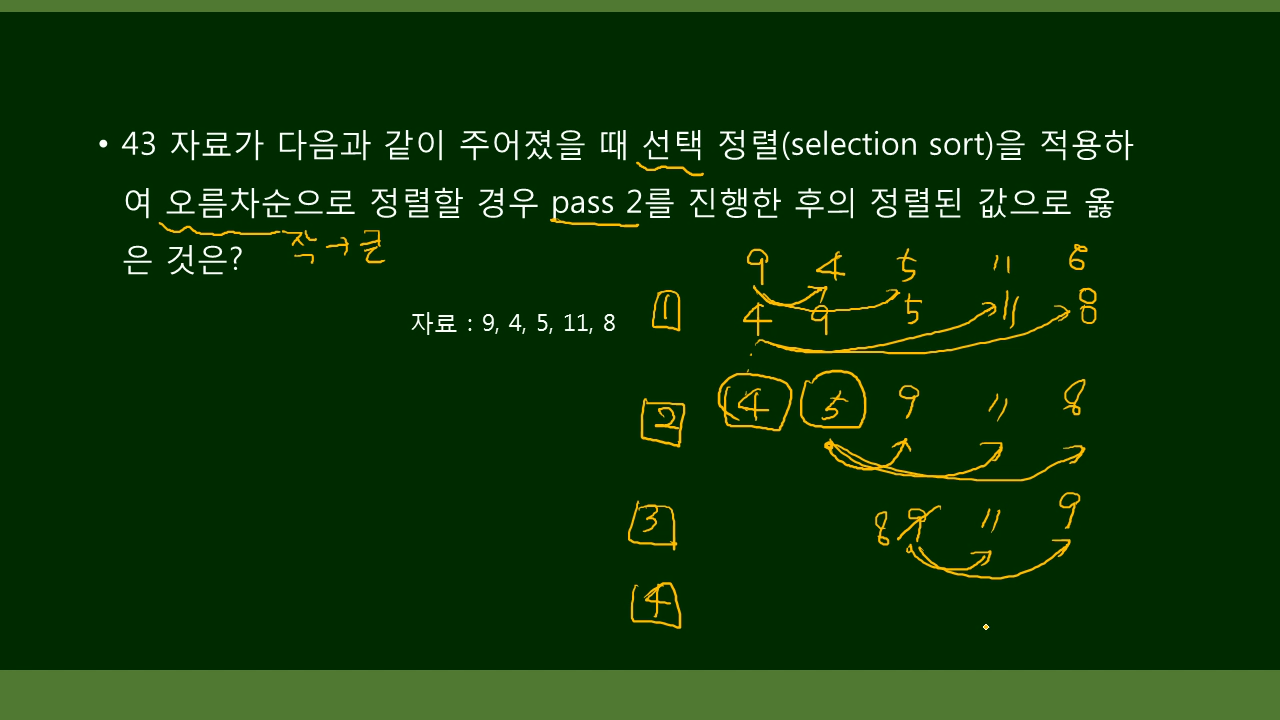 • 43 자료가 다음과 같이 주어졌을 때 선택 정렬(selection sort)을 적용하
여 오름차순으로 정렬할 경우 pass 2를 진행한 후의 정렬된 값으로 옳
은 것은?
작→큰
9 4 5 11 8
자료 : 9, 4, 5, 11, 8
1 4 9 5 11 8
2 4 5 9 11 8
3 8 9 11 9
4